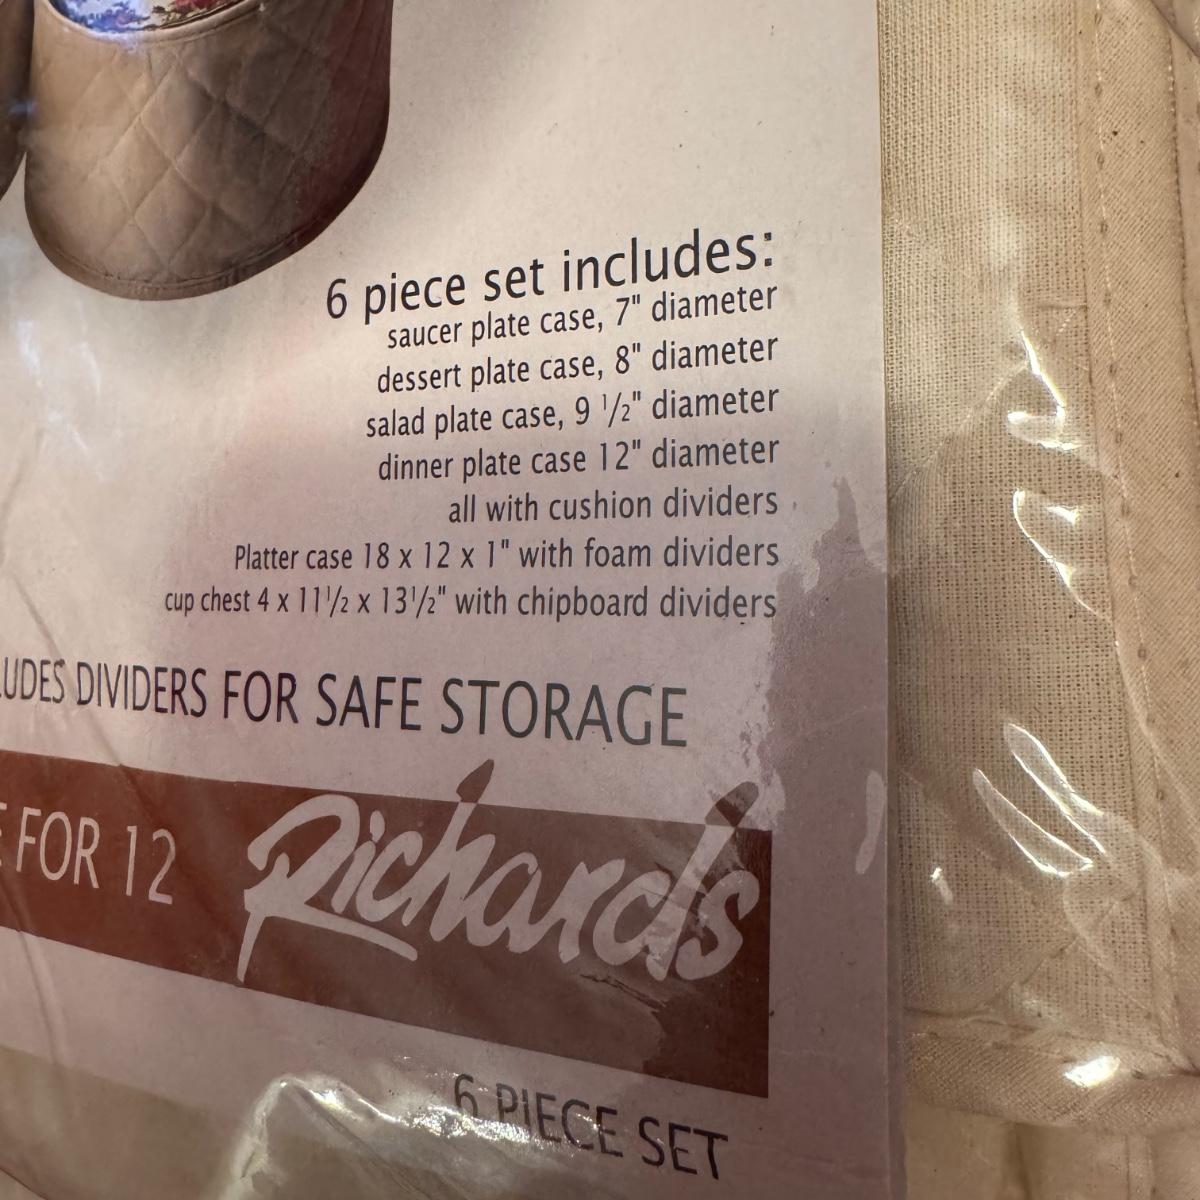 6 piece set includes:
saucer plate case, 7" diameter
dessert plate case, 8" diameter
salad plate case, 9 1/2" diameter
dinner plate case 12" diameter
all with cushion dividers
Platter case 18 x 12 x 1" with foam dividers
cup chest 4 x 11 1/2 x 13 1/2" with chipboard dividers
LUDES DIVIDERS FOR SAFE STORAGE
E FOR 12 Richards
6 PIECE SET